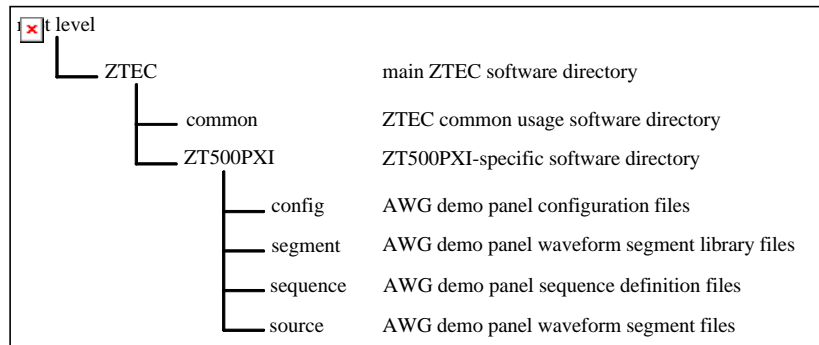 level
ZTEC main ZTEC software directory
common ZTEC common usage software directory
ZT500PXI ZT500PXI-specific software directory
config AWG demo panel configuration files
segment AWG demo panel waveform segment library files
sequence AWG demo panel sequence definition files
source AWG demo panel waveform segment files